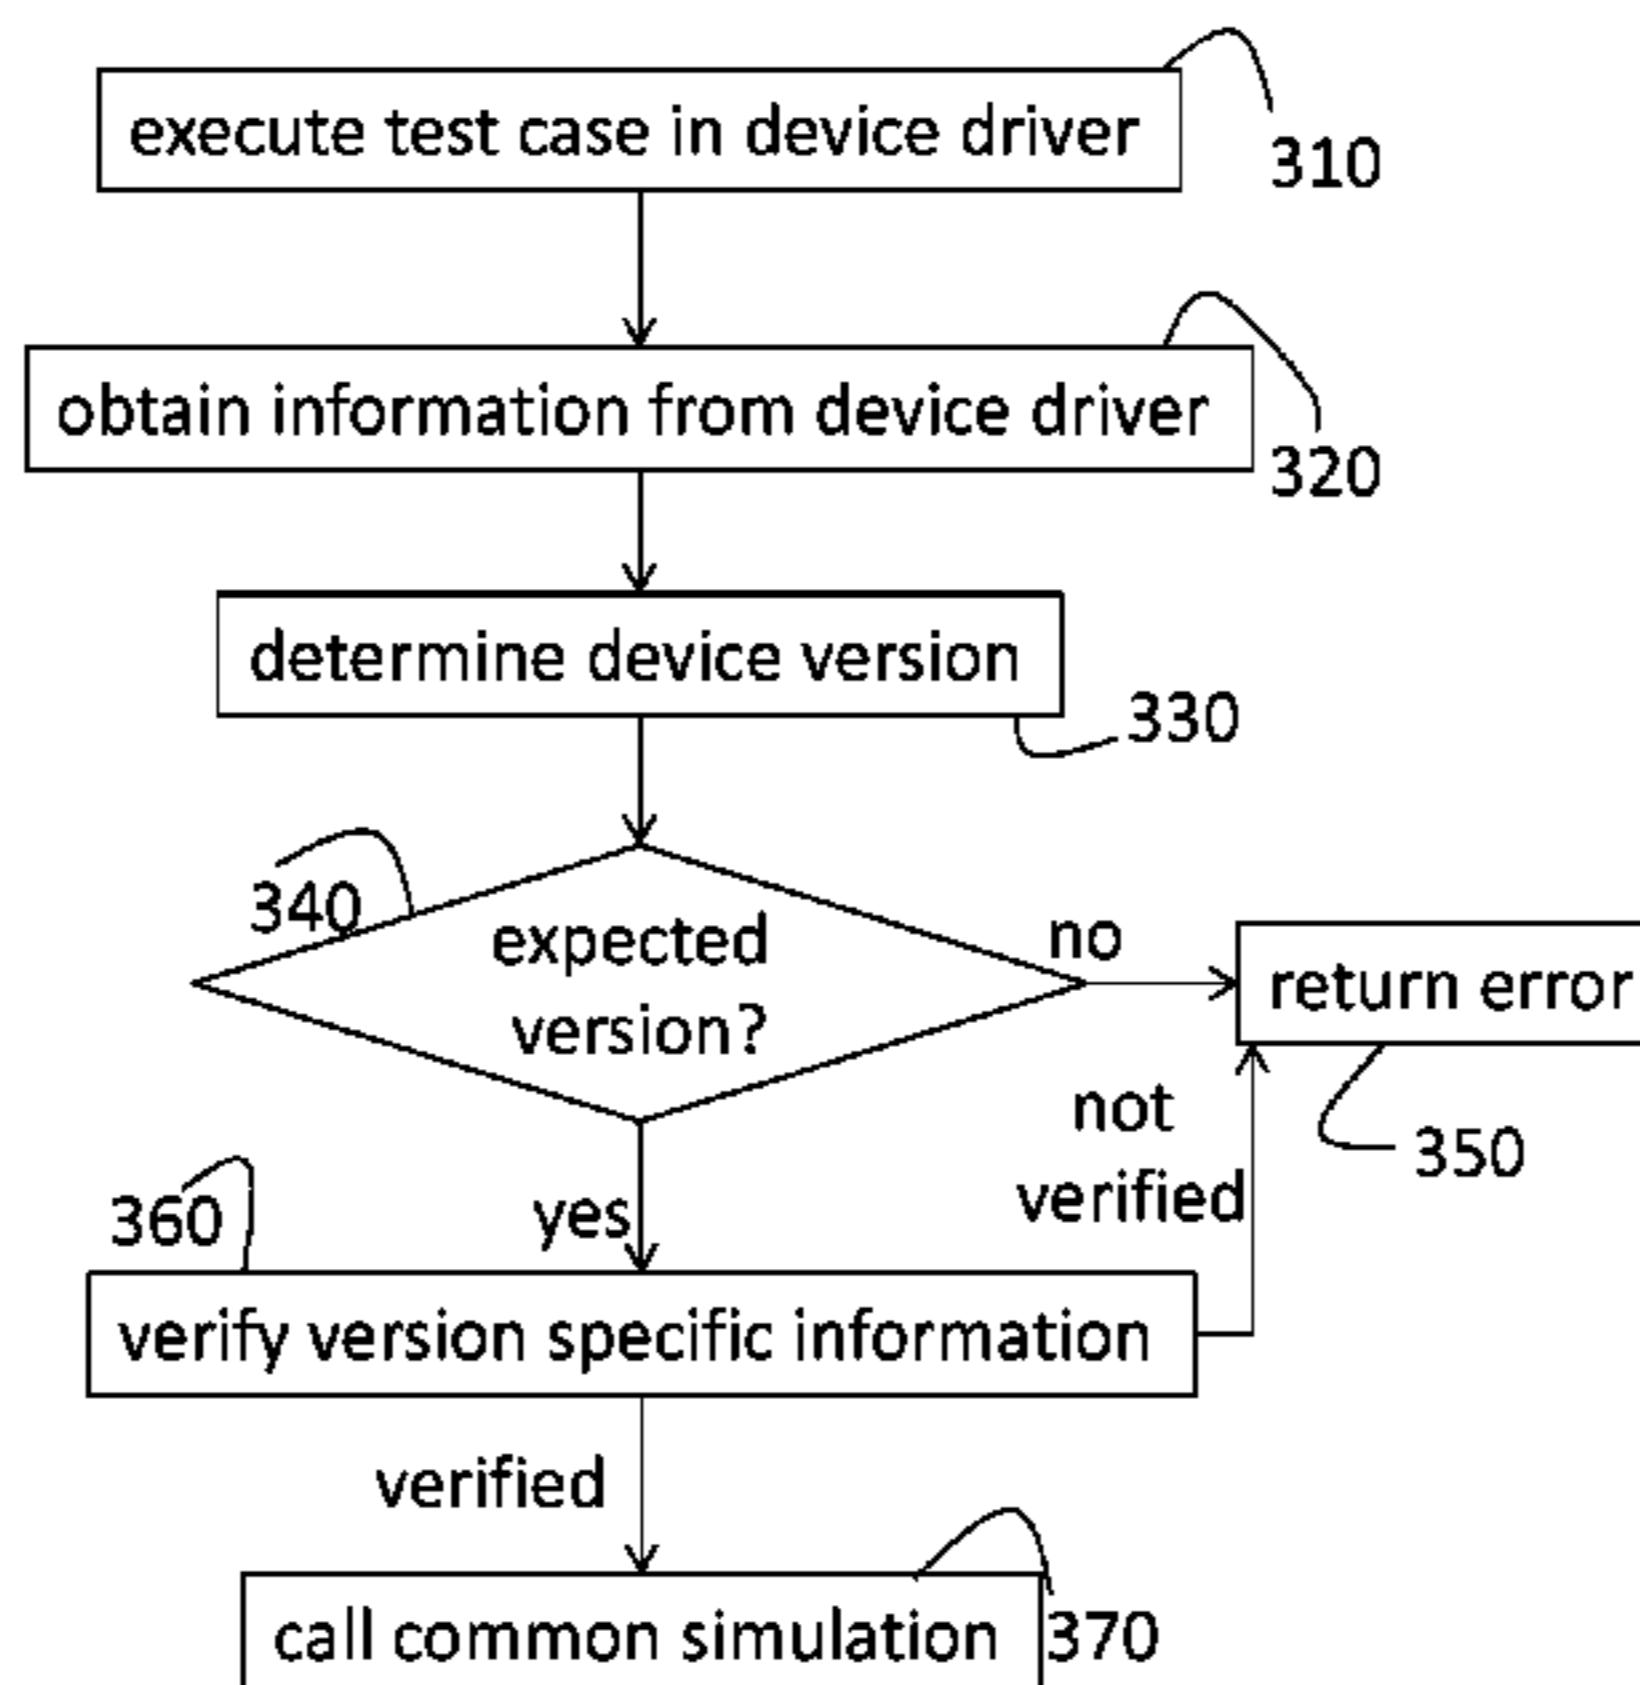 execute test case in device driver
310
obtain information from device driver
320
determine device version
330
340
expected
version?
no
return error
350
not
verified
yes
360
verify version specific information
verified
call common simulation
370